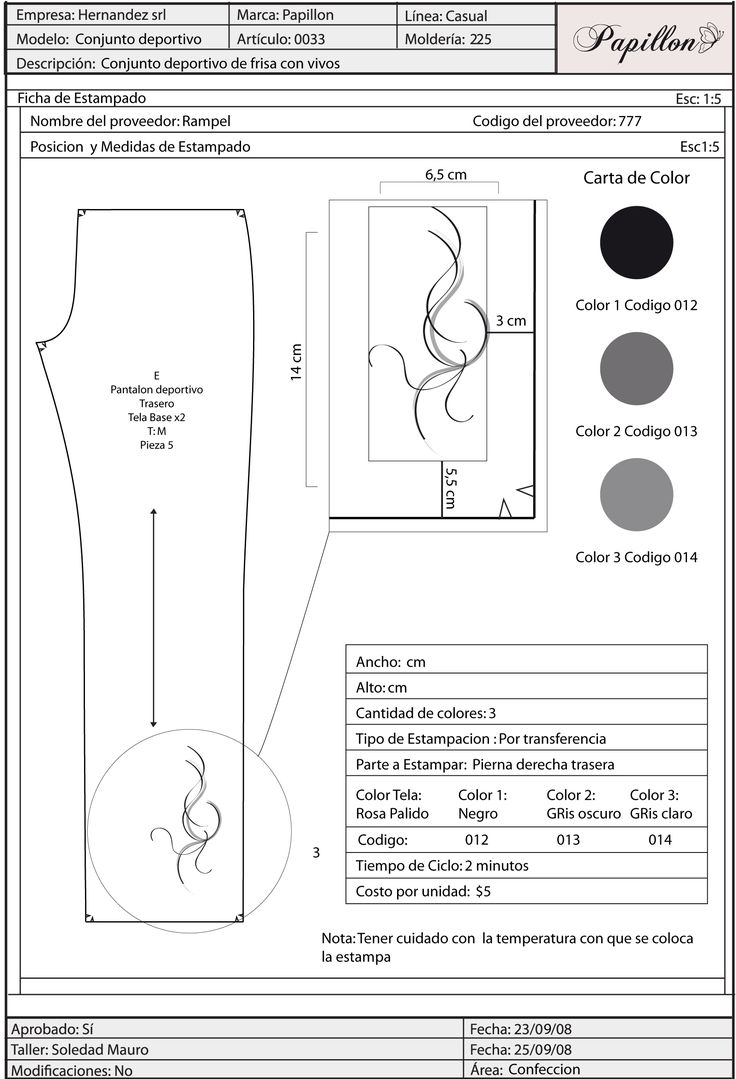 Empresa: Hernandez srl
Marca: Papillon
Línea: Casual
Modelo: Conjunto deportivo
Artículo: 0033
Moldería: 225
Descripción: Conjunto deportivo de frisa con vivos
Papillon
Ficha de Estampado
Esc: 1:5
Nombre del proveedor: Rampel
Codigo del proveedor: 777
Posicion y Medidas de Estampado
Esc1:5
6,5 cm
Carta de Color
14 cm
3 cm
5,5 cm
Color 1 Codigo 012
Color 2 Codigo 013
Color 3 Codigo 014
E
Pantalon deportivo
Trasero
Tela Base x2
T: M
Pieza 5
3
Ancho: cm
Alto: cm
Cantidad de colores: 3
Tipo de Estampacion : Por transferencia
Parte a Estampar: Pierna derecha trasera
Color Tela: Color 1: Color 2: Color 3:
Rosa Palido Negro GRis oscuro GRis claro
Codigo: 012 013 014
Tiempo de Ciclo: 2 minutos
Costo por unidad: $5
Nota: Tener cuidado con la temperatura con que se coloca
la estampa
Aprobado: Sí
Fecha: 23/09/08
Taller: Soledad Mauro
Fecha: 25/09/08
Modificaciones: No
Área: Confeccion